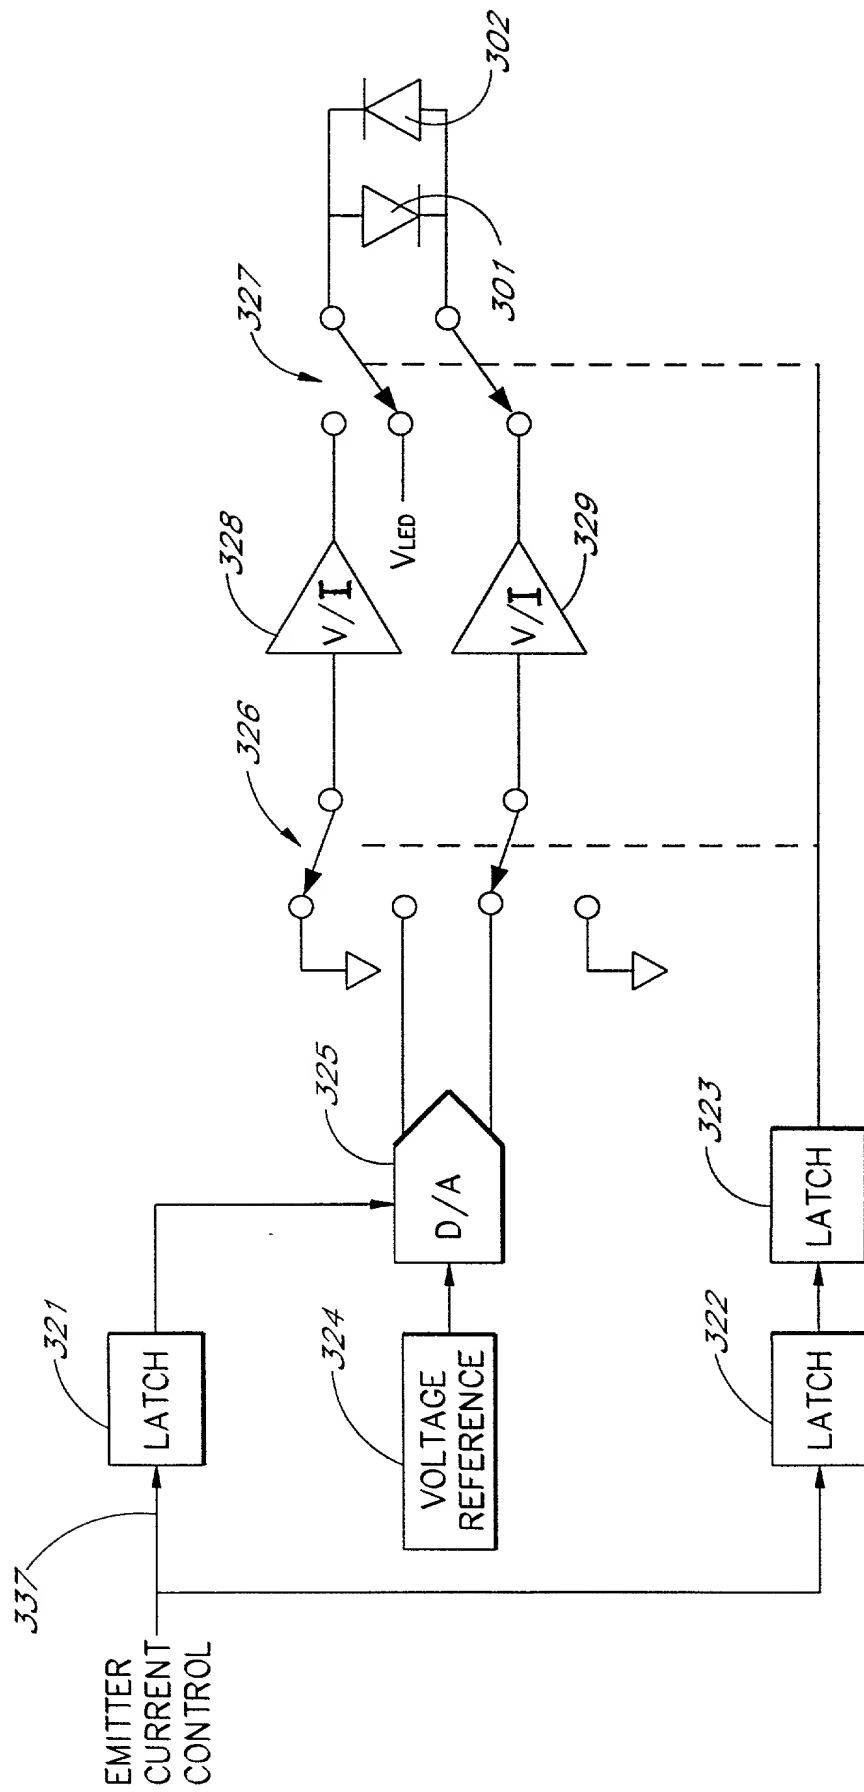 EMITTER
CURRENT
CONTROL
337
LATCH
321
VOLTAGE
REFERENCE
324
LATCH
322
D/A
325
LATCH
323
326
V/I
328
V/I
329
VLED
327
301
302